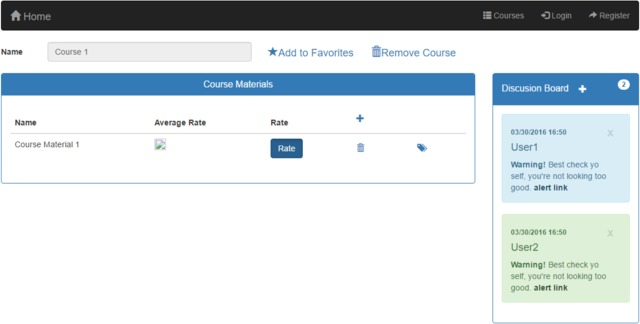 Home Courses Login Register
Name Course 1 Add to Favorites Remove Course
Course Materials
Name Average Rate Rate +
Course Material 1 Rate
Discusion Board + 2
03/30/2016 16:50 x
User1
Warning! Best check yo
self, you're not looking too
good. alert link
03/30/2016 16:50 x
User2
Warning! Best check yo
self, you're not looking too
good. alert link